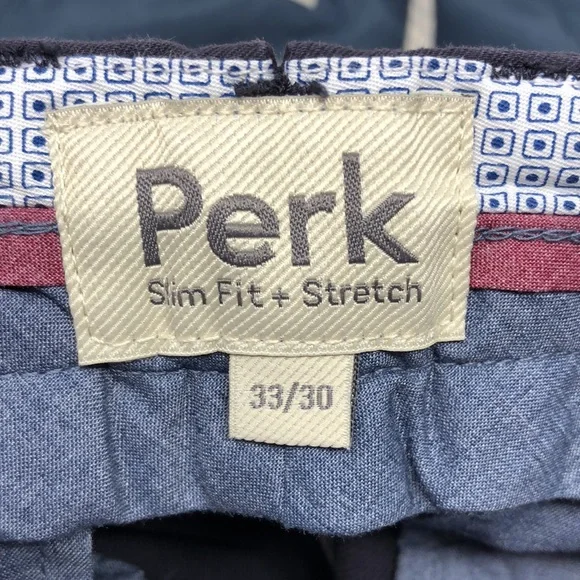 Perk
Slim Fit + Stretch
33/30